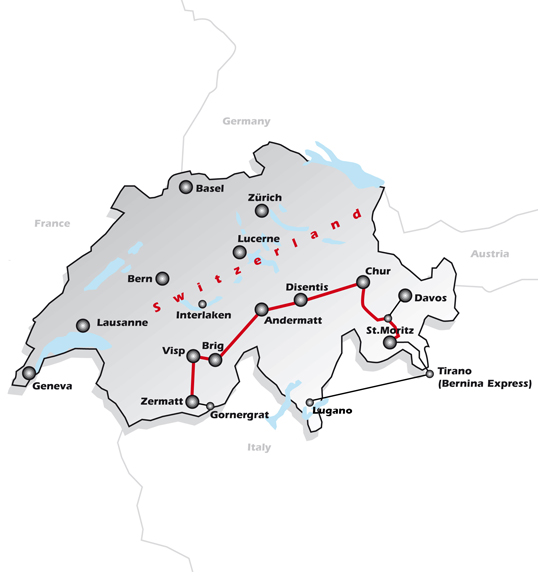 Germany
Basel
Zürich
France
Switzerland
Lucerne
Austria
Bern
Chur
Disentis
Davos
Interlaken
Andermatt
Lausanne
St.Moritz
Visp
Brig
Tirano
(Bernina Express)
Geneva
Zermatt
Gornergrat
Lugano
Italy